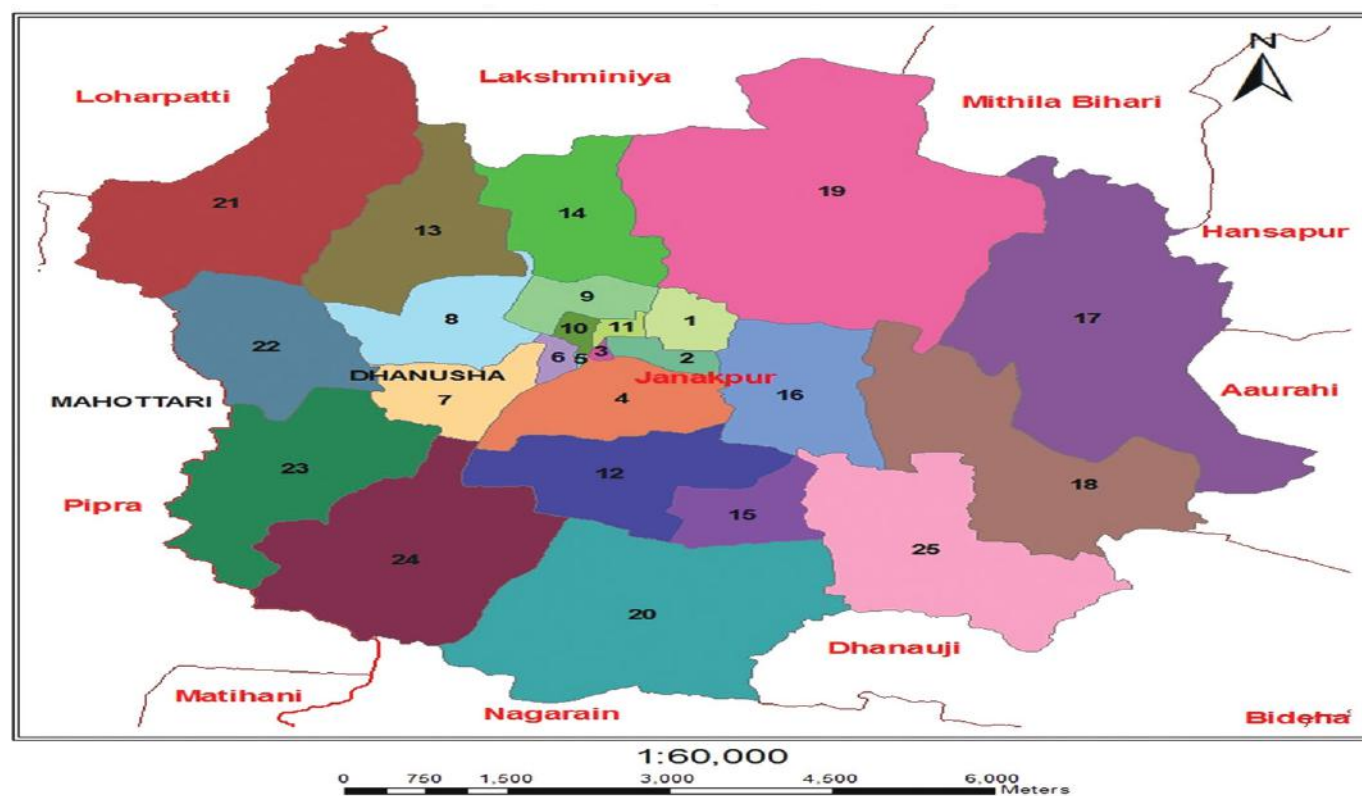 N
Lakshminiya
Loharpatti
Mithila Bihari
19
21
14
13
Hansapur
9
8
1
17
10
11
22
6
5
3
2
DHANUSHA
Janakpur
Aaurahi
MAHOTTARI
7
4
16
23
12
18
Pipra
15
25
24
20
Dhanauji
Matihani
Nagarain
Bideha
1:60,000
0 750 1,500 3,000 4,500 6,000
Meters